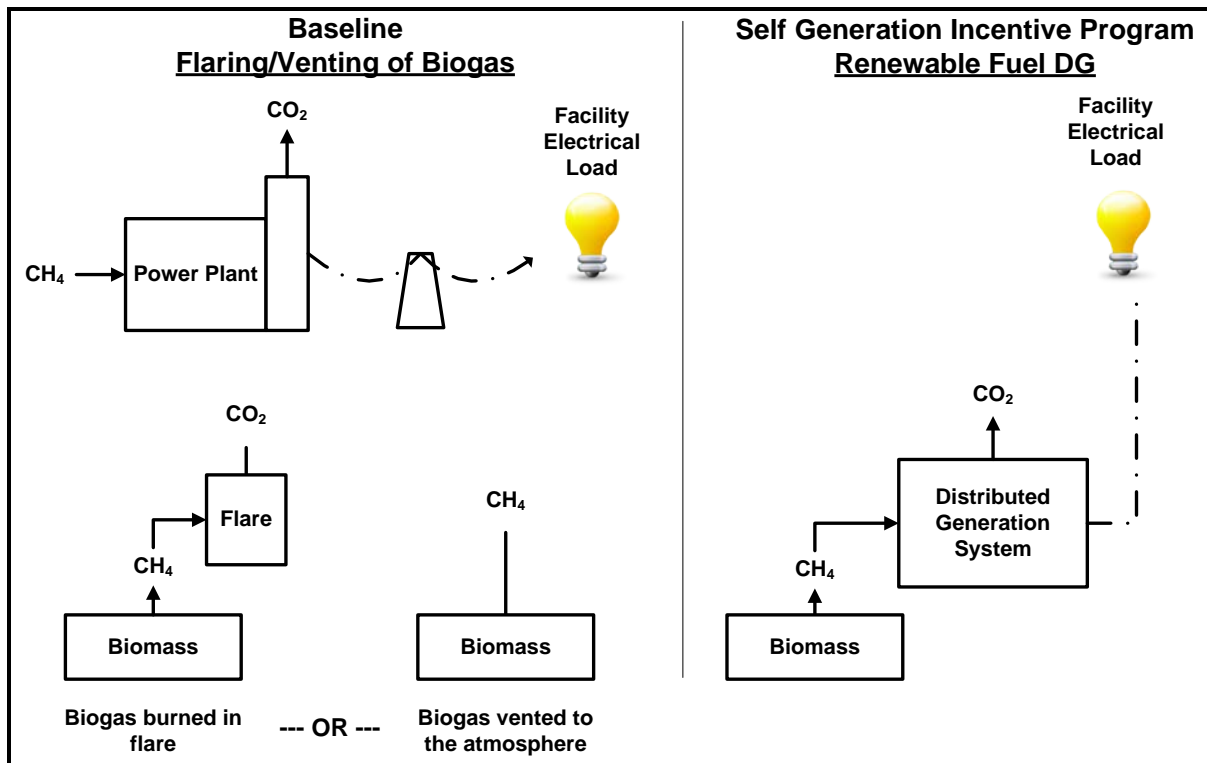 Baseline
Flaring/Venting of Biogas
CO₂
Facility
Electrical
Load
CH₄
Power Plant
CO₂
Flare
CH₄
Biomass
CH₄
Biomass
Biogas burned in
flare
--- OR ---
Biogas vented to
the atmosphere
Self Generation Incentive Program
Renewable Fuel DG
Facility
Electrical
Load
CO₂
Distributed
Generation
System
CH₄
Biomass